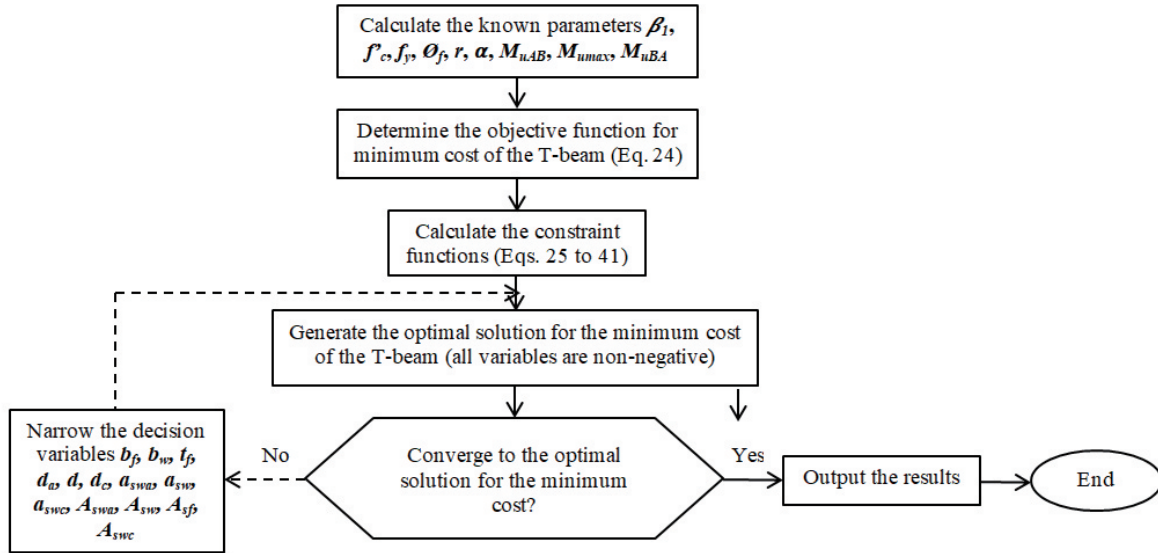 Calculate the known parameters β₁,
f'c, fy, Øf, r, α, MuAB, Mumax, MuBA
Determine the objective function for
minimum cost of the T-beam (Eq. 24)
Calculate the constraint
functions (Eqs. 25 to 41)
Generate the optimal solution for the minimum cost
of the T-beam (all variables are non-negative)
Narrow the decision
variables bf, bw, tf,
da, d, dc, aswa, asw,
aswc, Aswa, Asw, Asf,
Aswc
No
Converge to the optimal
solution for the minimum
cost?
Yes
Output the results
End